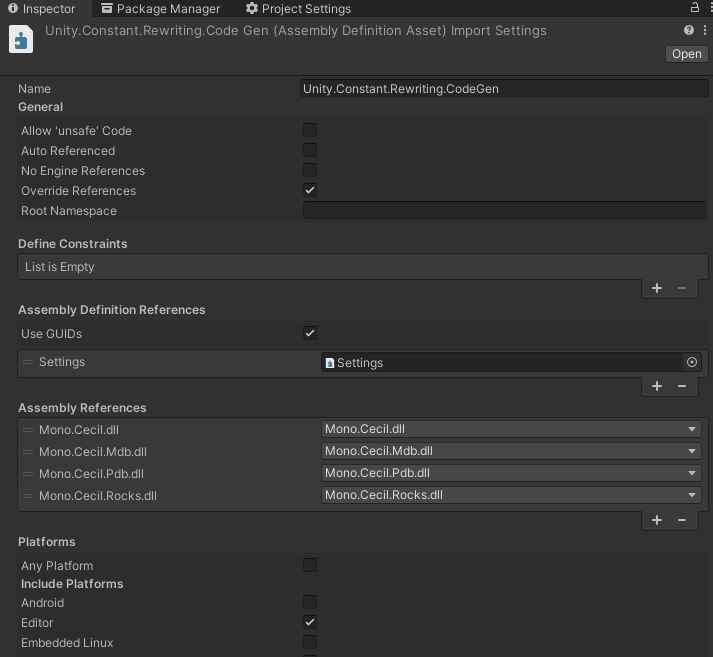 Inspector Package Manager Project Settings
Unity.Constant.Rewriting.Code Gen (Assembly Definition Asset) Import Settings
Open
Name Unity.Constant.Rewriting.CodeGen
General
Allow 'unsafe' Code
Auto Referenced
No Engine References
Override References
Root Namespace
Define Constraints
List is Empty
Assembly Definition References
Use GUIDs
Settings Settings
Assembly References
Mono.Cecil.dll Mono.Cecil.dll
Mono.Cecil.Mdb.dll Mono.Cecil.Mdb.dll
Mono.Cecil.Pdb.dll Mono.Cecil.Pdb.dll
Mono.Cecil.Rocks.dll Mono.Cecil.Rocks.dll
Platforms
Any Platform
Include Platforms
Android
Editor
Embedded Linux